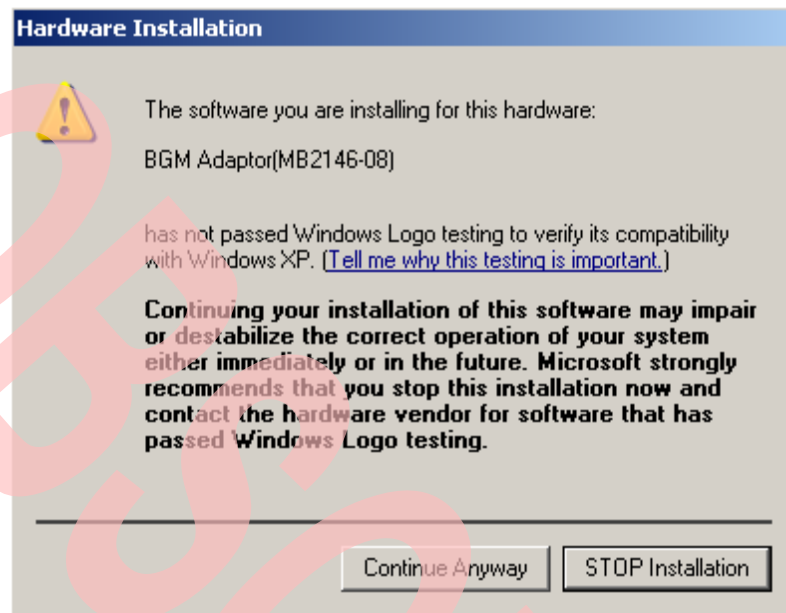 Hardware Installation
The software you are installing for this hardware:
BGM Adaptor(MB2146-08)
has not passed Windows Logo testing to verify its compatibility
with Windows XP. (Tell me why this testing is important.)
Continuing your installation of this software may impair
or destabilize the correct operation of your system
either immediately or in the future. Microsoft strongly
recommends that you stop this installation now and
contact the hardware vendor for software that has
passed Windows Logo testing.
Continue Anyway
STOP Installation